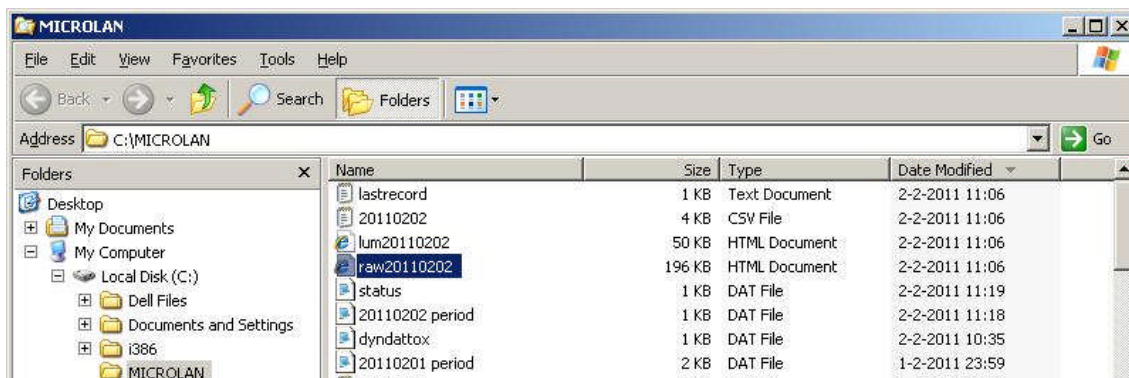 MICROLAN
File Edit View Favorites Tools Help
Back Search Folders
Address C:\MICROLAN Go
Folders x Name Size Type Date Modified
Desktop lastrecord 1 KB Text Document 2-2-2011 11:06
My Documents 20110202 4 KB CSV File 2-2-2011 11:06
My Computer lum20110202 50 KB HTML Document 2-2-2011 11:06
Local Disk (C:) raw20110202 196 KB HTML Document 2-2-2011 11:06
Dell Files status 1 KB DAT File 2-2-2011 11:19
Documents and Settings 20110202 period 1 KB DAT File 2-2-2011 11:18
i386 dyndattox 1 KB DAT File 2-2-2011 10:35
MICROLAN 20110201 period 2 KB DAT File 1-2-2011 23:59